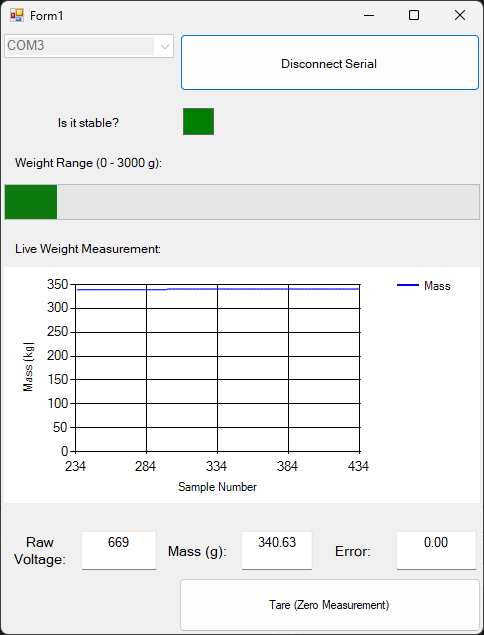 Form1
COM3
Disconnect Serial
Is it stable?
Weight Range (0 - 3000 g):
Live Weight Measurement:
350
300
250
200
150
100
50
0
Mass (kg)
234 284 334 384 434
Sample Number
Mass
Raw
Voltage:
669
Mass (g):
340.63
Error:
0.00
Tare (Zero Measurement)